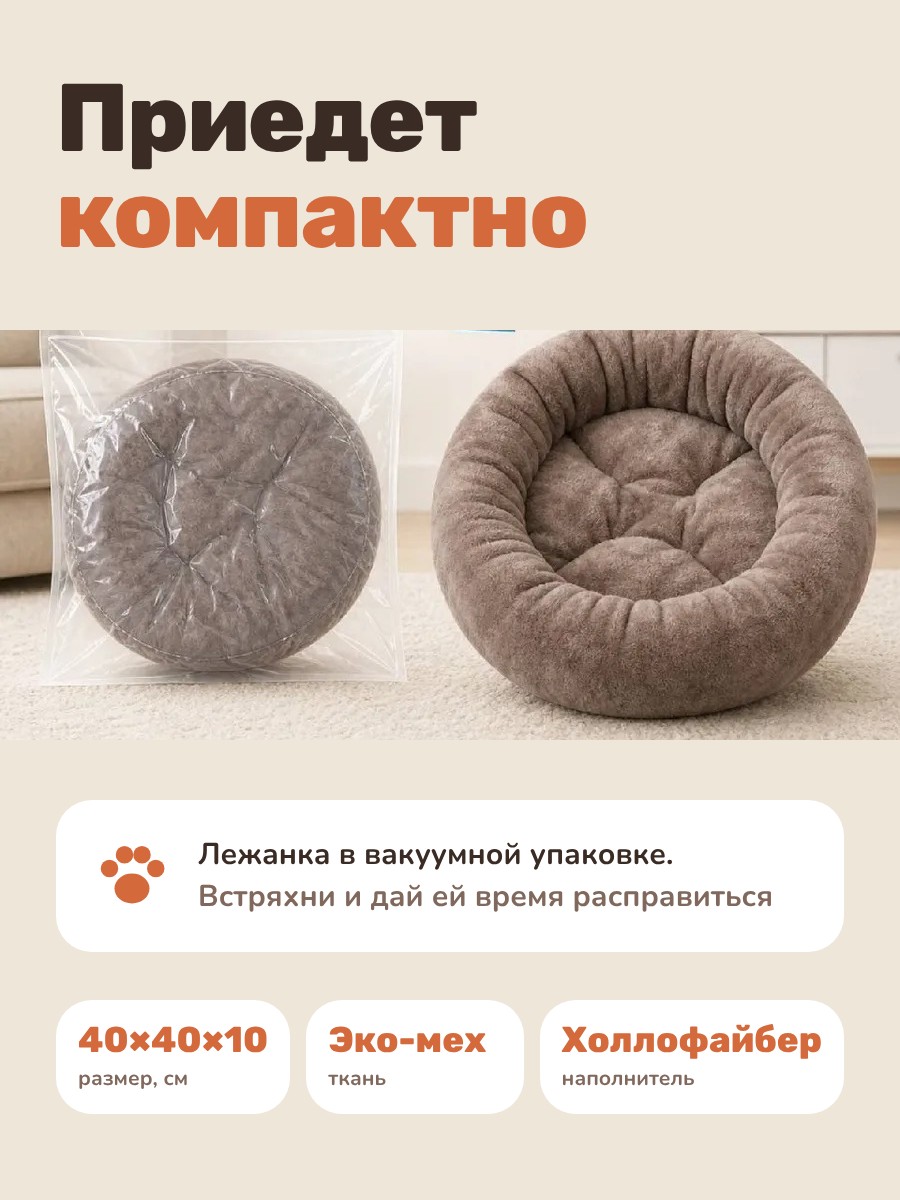 Приедет
компактно
Лежанка в вакуумной упаковке.
Встряхни и дай ей время расправиться
40×40×10
размер, см
Эко-мех
ткань
Холлофайбер
наполнитель